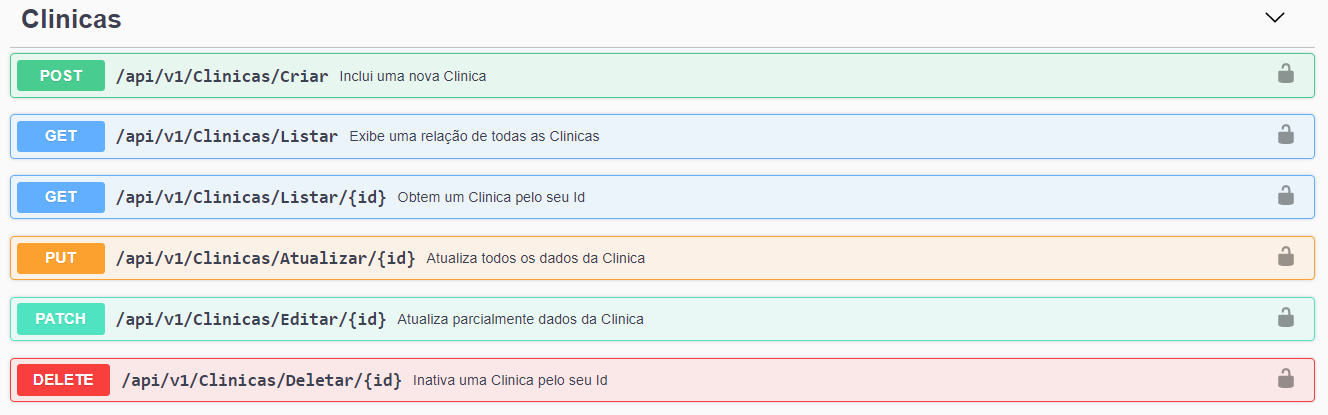 Clinicas
POST /api/v1/Clinicas/Criar Inclui uma nova Clinica
GET /api/v1/Clinicas/Listar Exibe uma relação de todas as Clinicas
GET /api/v1/Clinicas/Listar/{id} Obtem um Clinica pelo seu Id
PUT /api/v1/Clinicas/Atualizar/{id} Atualiza todos os dados da Clinica
PATCH /api/v1/Clinicas/Editar/{id} Atualiza parcialmente dados da Clinica
DELETE /api/v1/Clinicas/Deletar/{id} Inativa uma Clinica pelo seu Id